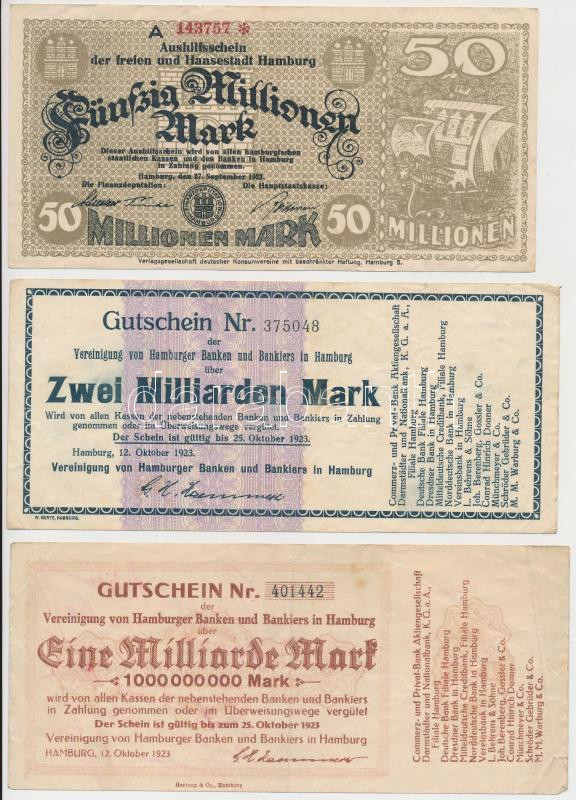 A 143757 *
Aushilfsschein
der freien und Hansestadt Hamburg
Fünfzig Millionen
Mark
Dieser Aushilfsschein wird von allen hamburgischen
staatlichen Kassen und den Banken in Hamburg
in Zahlung genommen.
Hamburg, den 27. September 1923.
Die Finanzdeputation: Die Hauptstaatskasse:
50 50
MILLIONEN MARK
50
MILLIONEN
Verlagsgesellschaft deutscher Konsumvereine mit beschränkter Haftung, Hamburg 5.
Gutschein Nr. 375048
der
Vereinigung von Hamburger Banken und Bankiers in Hamburg
über
Zwei Milliarden Mark
Wird von allen Kassen der nebenstehenden Banken und Bankiers in Zahlung
genommen oder im Überweisungswege vergütet.
Der Schein ist gültig bis 25. Oktober 1923.
Hamburg, 12. Oktober 1923.
Vereinigung von Hamburger Banken und Bankiers in Hamburg
W. GENTE, HAMBURG.
Commerz- und Privat-Bank Aktiengesellschaft
Darmstädter und Nationalbank, K. G. a. A.,
Filiale Hamburg
Deutsche Bank Filiale Hamburg
Dresdner Bank in Hamburg
Mitteldeutsche Creditbank, Filiale Hamburg
Norddeutsche Bank in Hamburg
Vereinsbank in Hamburg
L. Behrens & Söhne
Joh. Berenberg, Gossler & Co.
Conrad Hinrich Donner
Münchmeyer & Co.
Schröder Gebrüder & Co.
M. M. Warburg & Co.
GUTSCHEIN Nr. 401442
der
Vereinigung von Hamburger Banken und Bankiers in Hamburg
über
Eine Milliarde Mark
1000000000 Mark
wird von allen Kassen der nebenstehenden Banken und Bankiers
in Zahlung genommen oder im Überweisungswege vergütet
Der Schein ist gültig bis zum 25. Oktober 1923
Vereinigung von Hamburger Banken und Bankiers in Hamburg
HAMBURG, 12. Oktober 1923
Hartung & Co., Hamburg
Commerz- und Privat-Bank Aktiengesellschaft
Darmstädter und Nationalbank, K. G. a. A.,
Filiale Hamburg
Deutsche Bank Filiale Hamburg
Dresdner Bank in Hamburg
Mitteldeutsche Creditbank, Filiale Hamburg
Norddeutsche Bank in Hamburg
Vereinsbank in Hamburg
L. Behrens & Söhne
Joh. Berenberg, Gossler & Co.
Conrad Hinrich Donner
Münchmeyer & Co.
Schröder Gebrüder & Co.
M. M. Warburg & Co.